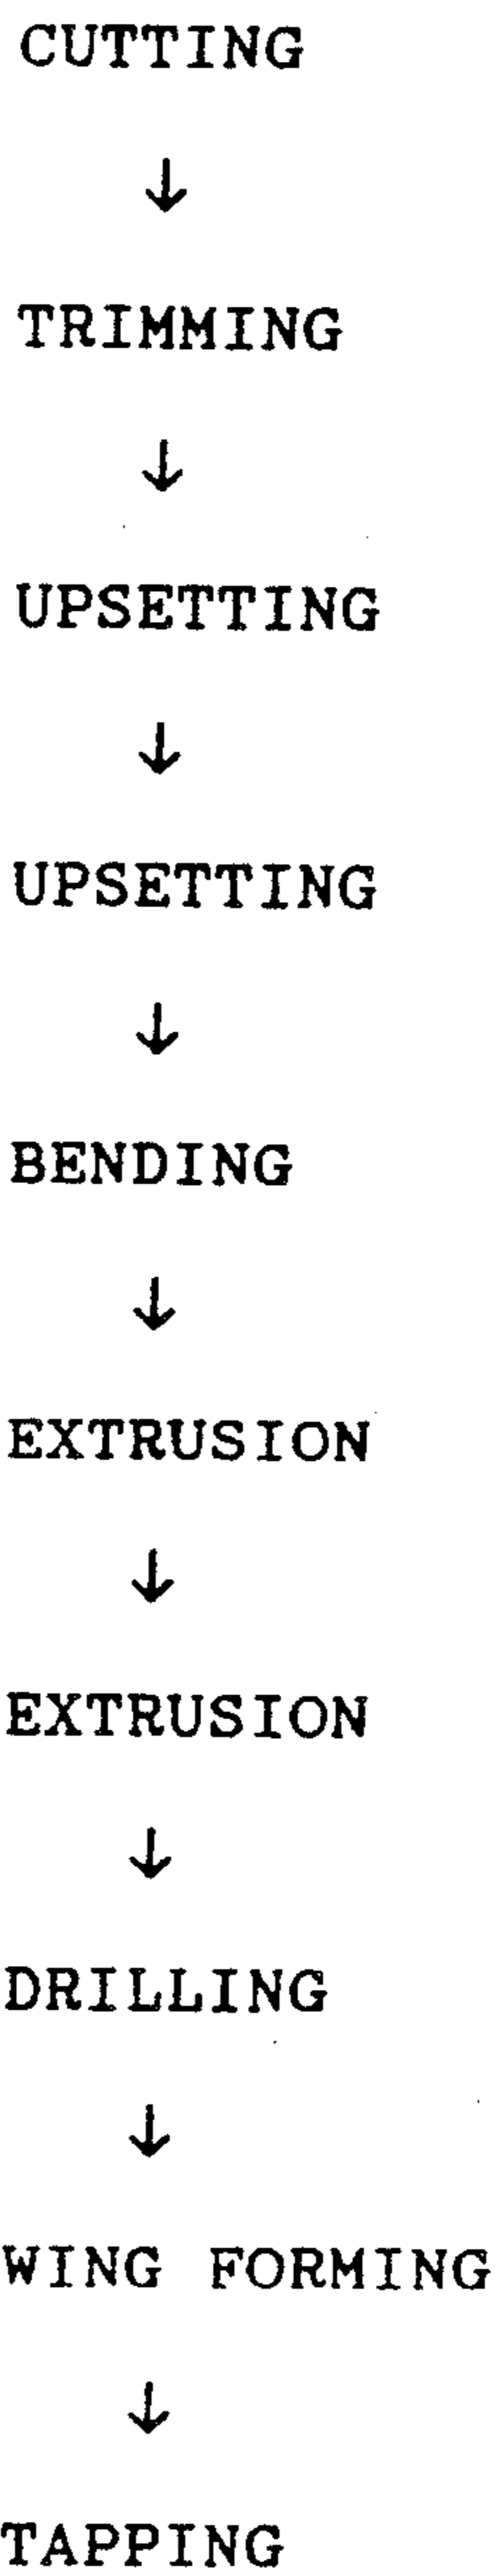 CUTTING
↓
TRIMMING
↓
UPSETTING
↓
UPSETTING
↓
BENDING
↓
EXTRUSION
↓
EXTRUSION
↓
DRILLING
↓
WING FORMING
↓
TAPPING